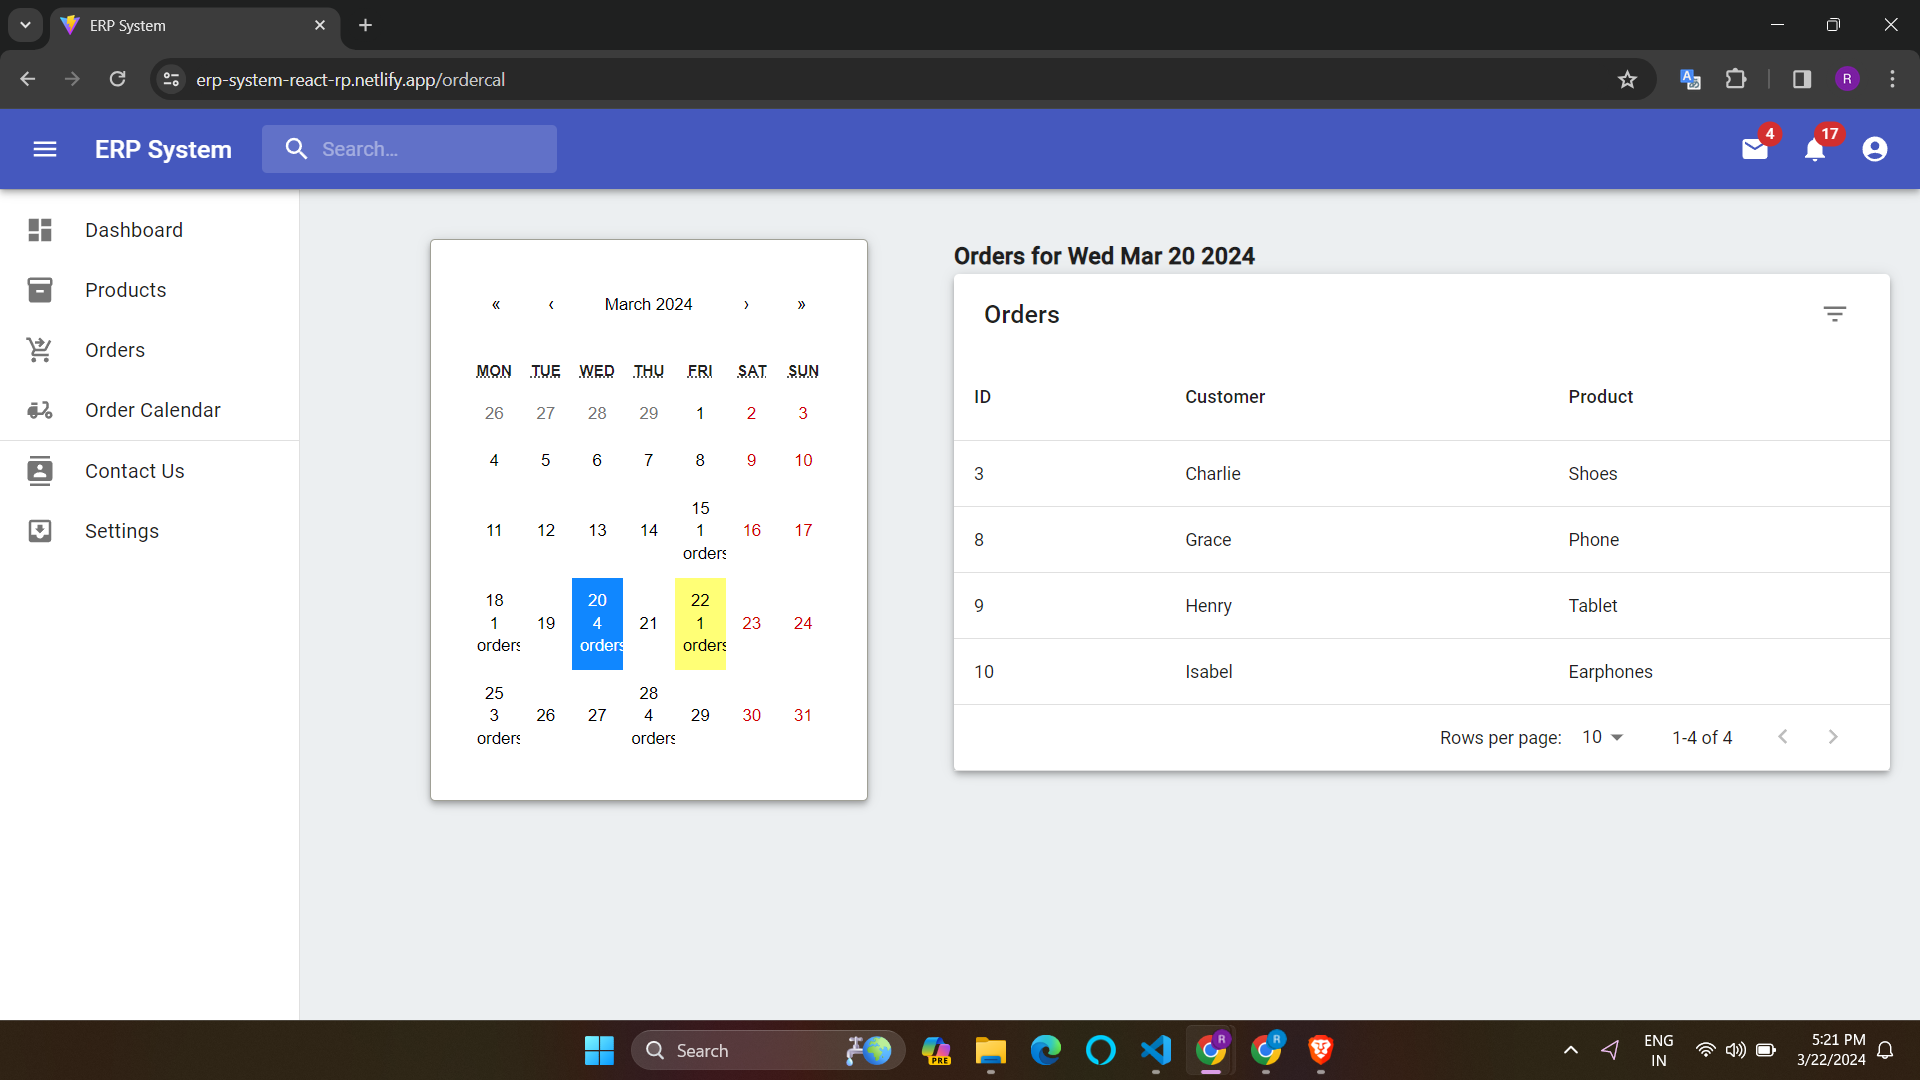 ERP System
erp-system-react-rp.netlify.app/ordercal
R
ERP System
Search...
4
17
Dashboard
Products
Orders
Order Calendar
Contact Us
Settings
« ‹ March 2024 › »
MON TUE WED THU FRI SAT SUN
26 27 28 29 1 2 3
4 5 6 7 8 9 10
11 12 13 14 15 1 orders 16 17
18 1 orders 19 20 4 orders 21 22 1 orders 23 24
25 3 orders 26 27 28 4 orders 29 30 31
Orders for Wed Mar 20 2024
Orders
ID Customer Product
3 Charlie Shoes
8 Grace Phone
9 Henry Tablet
10 Isabel Earphones
Rows per page: 10 1-4 of 4
Search
PRE
R
R
ENG
IN
5:21 PM
3/22/2024